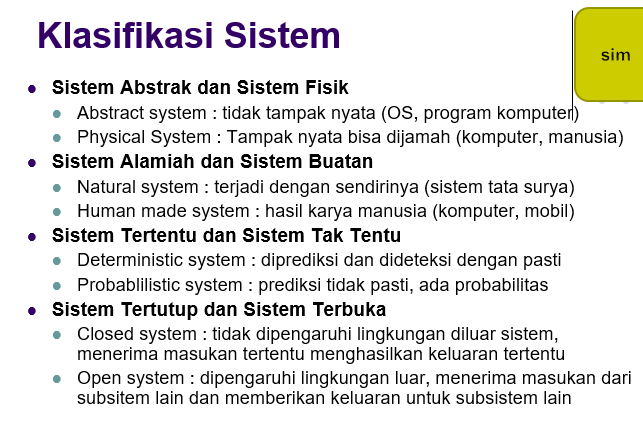 Klasifikasi Sistem
sim
Sistem Abstrak dan Sistem Fisik
Abstract system : tidak tampak nyata (OS, program komputer)
Physical System : Tampak nyata bisa dijamah (komputer, manusia)
Sistem Alamiah dan Sistem Buatan
Natural system : terjadi dengan sendirinya (sistem tata surya)
Human made system : hasil karya manusia (komputer, mobil)
Sistem Tertentu dan Sistem Tak Tentu
Deterministic system : diprediksi dan dideteksi dengan pasti
Probablilistic system : prediksi tidak pasti, ada probabilitas
Sistem Tertutup dan Sistem Terbuka
Closed system : tidak dipengaruhi lingkungan diluar sistem,
menerima masukan tertentu menghasilkan keluaran tertentu
Open system : dipengaruhi lingkungan luar, menerima masukan dari
subsitem lain dan memberikan keluaran untuk subsistem lain